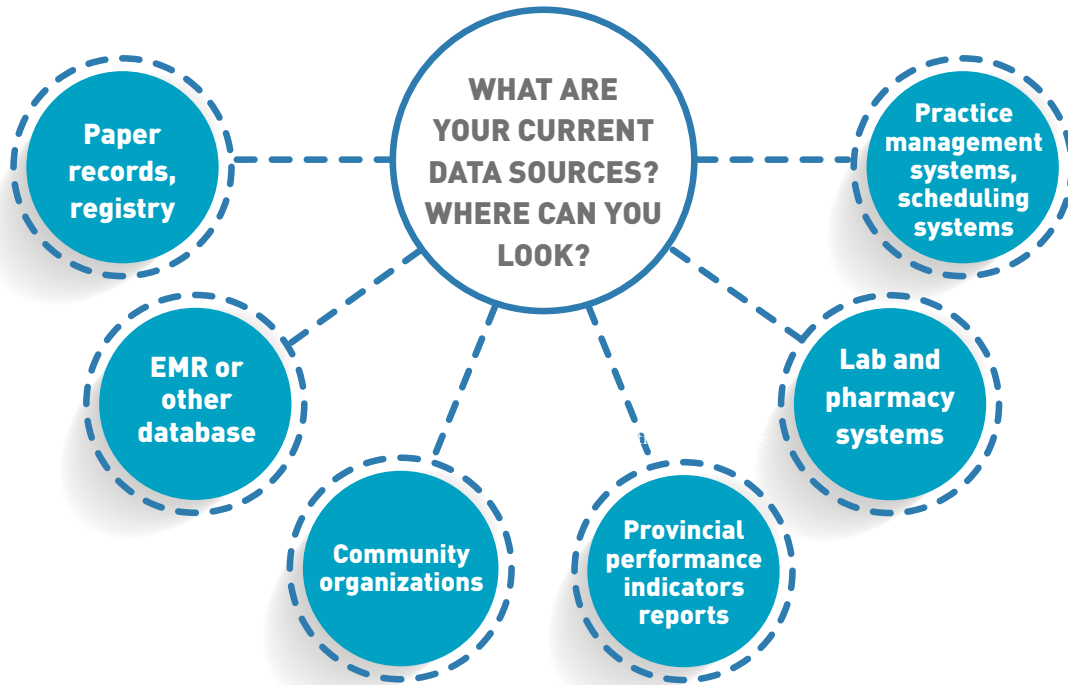 WHAT ARE
YOUR CURRENT
DATA SOURCES?
WHERE CAN YOU
LOOK?
Paper
records,
registry
Practice
management
systems,
scheduling
systems
EMR or
other
database
Lab and
pharmacy
systems
Community
organizations
Provincial
performance
indicators
reports